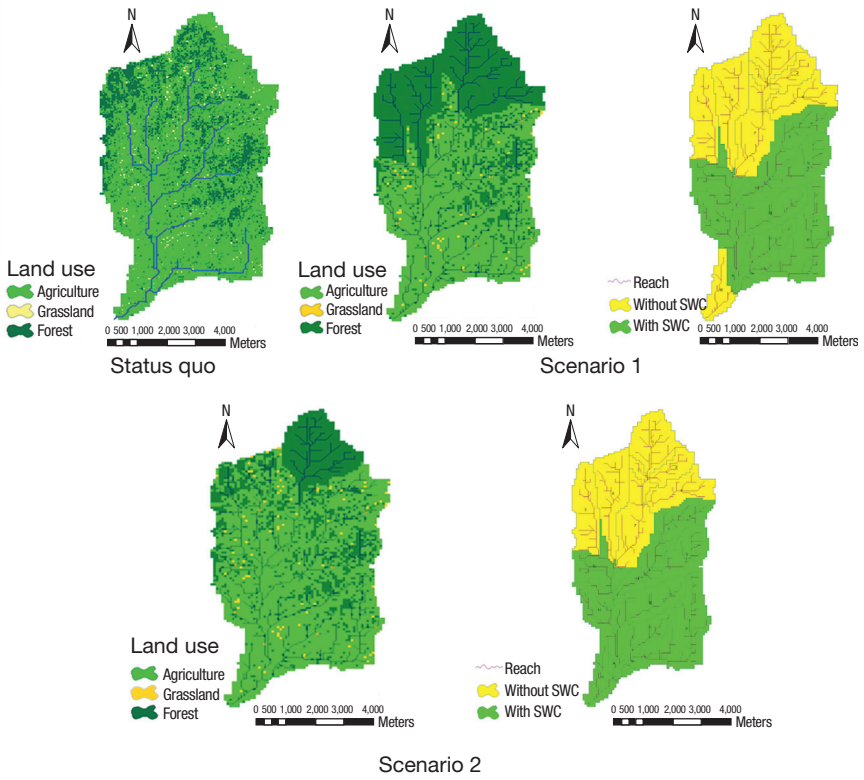 N
Land use
Agriculture
Grassland
Forest
0 500 1,000 2,000 3,000 4,000
Meters
Status quo
N
Land use
Agriculture
Grassland
Forest
0 500 1,000 2,000 3,000 4,000
Meters
N
Reach
Without SWC
With SWC
0 500 1,000 2,000 3,000 4,000
Meters
Scenario 1
N
Land use
Agriculture
Grassland
Forest
0 500 1,000 2,000 3,000 4,000
Meters
N
Reach
Without SWC
With SWC
0 500 1,000 2,000 3,000 4,000
Meters
Scenario 2